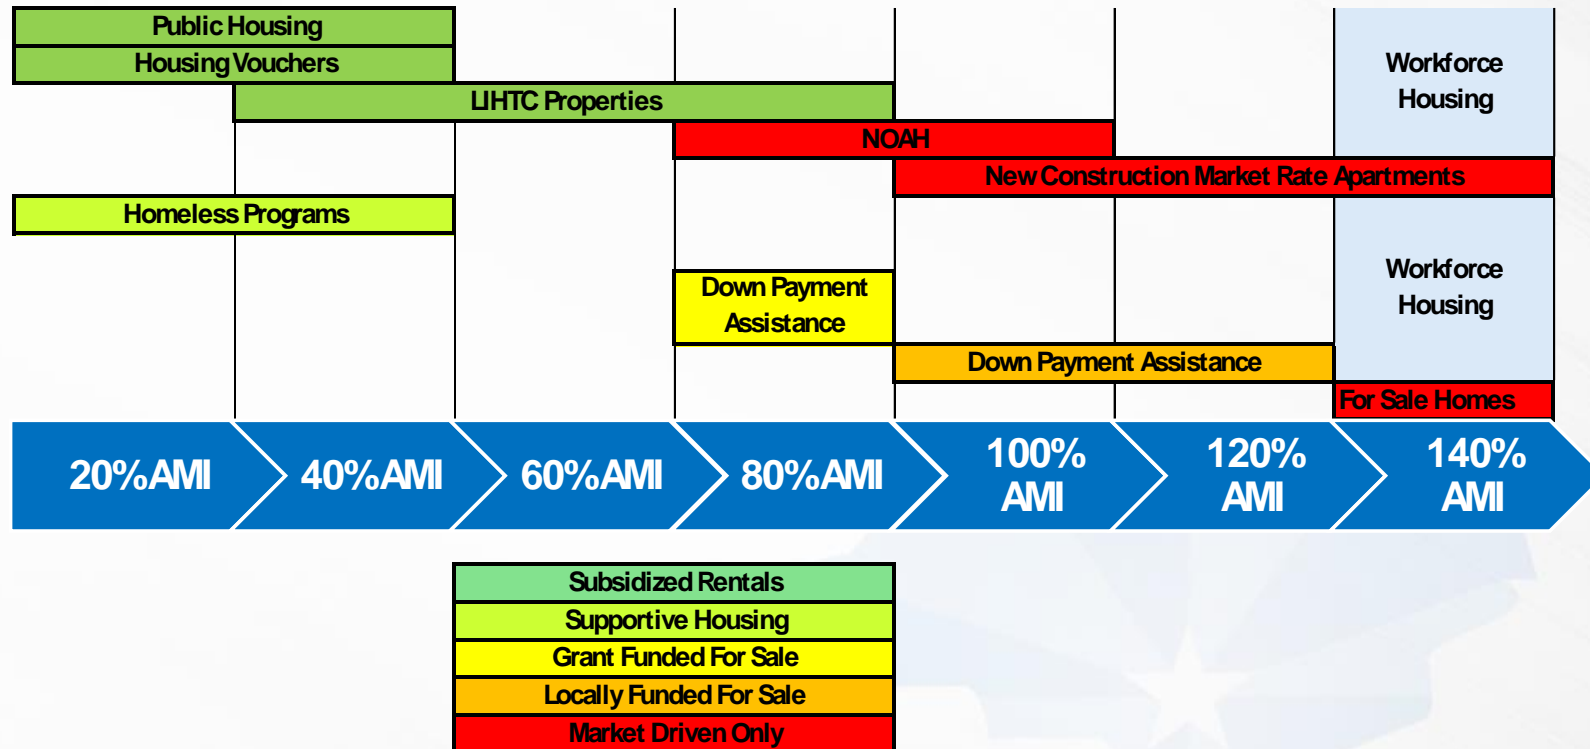 Public Housing
Housing Vouchers
LIHTC Properties
NOAH
Workforce
Housing
New Construction Market Rate Apartments
Homeless Programs
Down Payment
Assistance
Workforce
Housing
Down Payment Assistance
For Sale Homes
20% AMI
40% AMI
60% AMI
80% AMI
100%
AMI
120%
AMI
140%
AMI
Subsidized Rentals
Supportive Housing
Grant Funded For Sale
Locally Funded For Sale
Market Driven Only